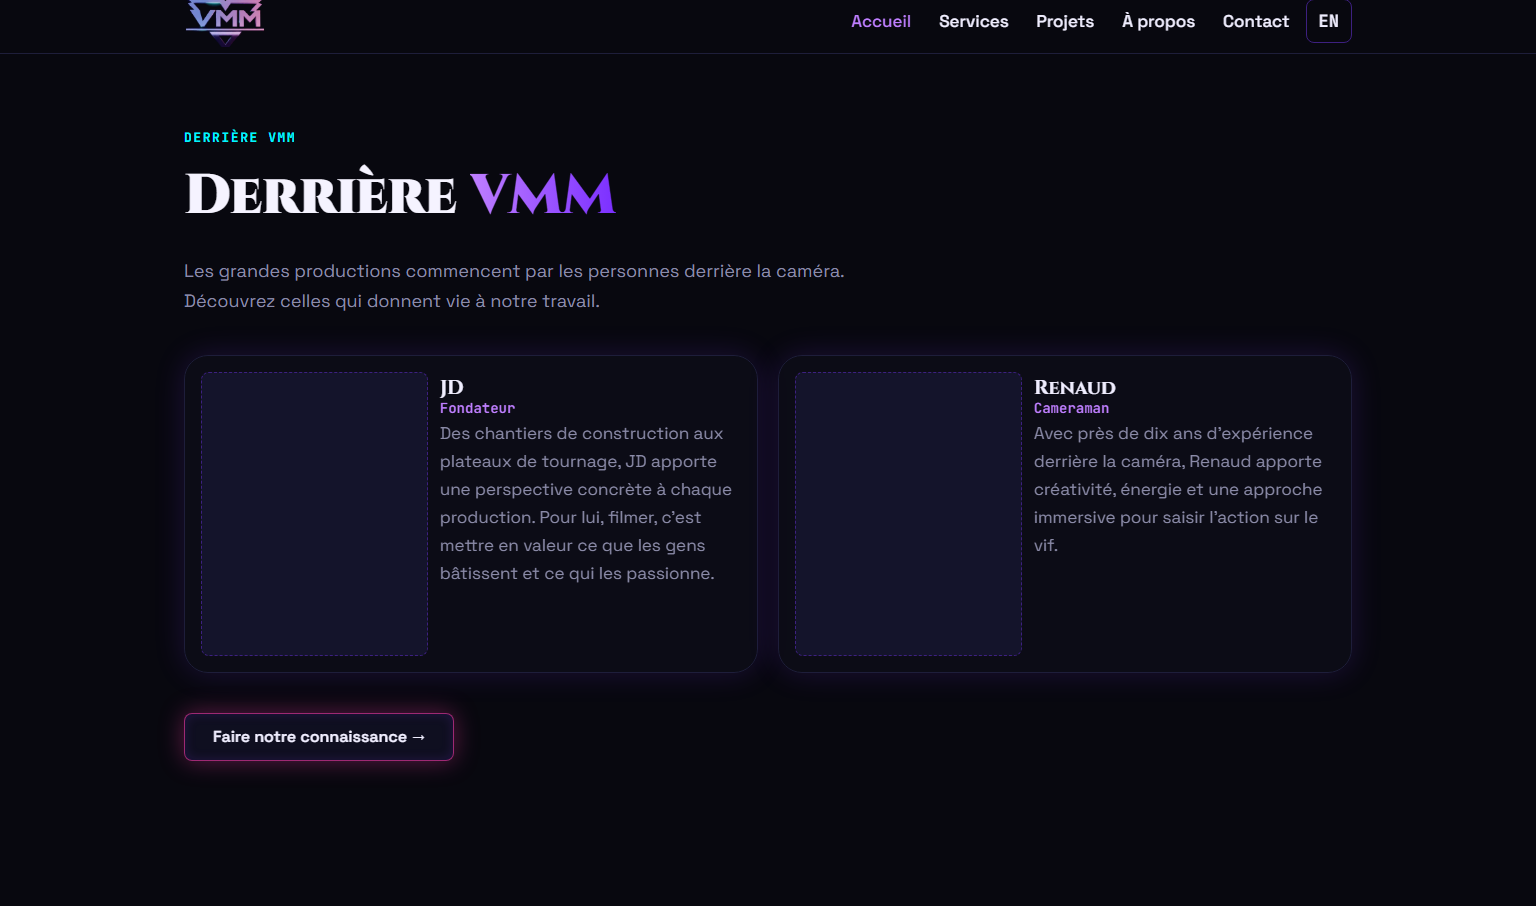 VMM
Accueil Services Projets À propos Contact EN
DERRIÈRE VMM
Derrière VMM
Les grandes productions commencent par les personnes derrière la caméra.
Découvrez celles qui donnent vie à notre travail.
JD
Fondateur
Des chantiers de construction aux
plateaux de tournage, JD apporte
une perspective concrète à chaque
production. Pour lui, filmer, c’est
mettre en valeur ce que les gens
bâtissent et ce qui les passionne.
Renaud
Cameraman
Avec près de dix ans d’expérience
derrière la caméra, Renaud apporte
créativité, énergie et une approche
immersive pour saisir l’action sur le
vif.
Faire notre connaissance →